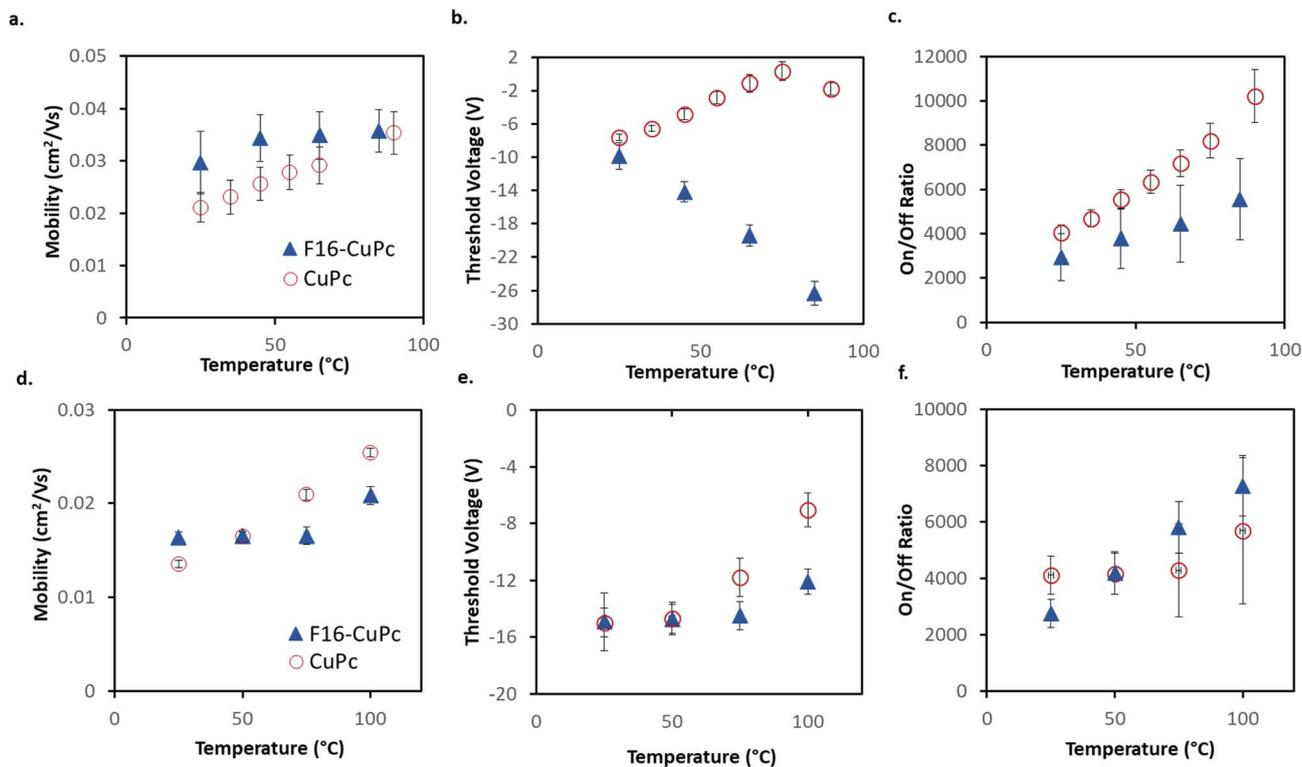 a.
0.05
0.04
0.03
0.02
0.01
0
0
50
100
Mobility (cm²/Vs)
Temperature (°C)
F16-CuPc
CuPc
b.
2
-2
-6
-10
-14
-18
-22
-26
-30
0
50
100
Threshold Voltage (V)
Temperature (°C)
c.
12000
10000
8000
6000
4000
2000
0
0
50
100
On/Off Ratio
Temperature (°C)
d.
0.03
0.02
0.01
0
0
50
100
Mobility (cm²/Vs)
Temperature (°C)
F16-CuPc
CuPc
e.
0
-4
-8
-12
-16
-20
0
50
100
Threshold Voltage (V)
Temperature (°C)
f.
10000
8000
6000
4000
2000
0
0
50
100
On/Off Ratio
Temperature (°C)